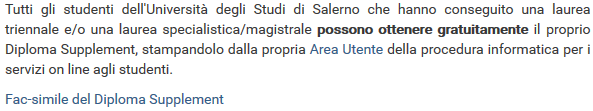 Tutti gli studenti dell'Università degli Studi di Salerno che hanno conseguito una laurea
triennale e/o una laurea specialistica/magistrale possono ottenere gratuitamente il proprio
Diploma Supplement, stampandolo dalla propria Area Utente della procedura informatica per i
servizi on line agli studenti.
Fac-simile del Diploma Supplement